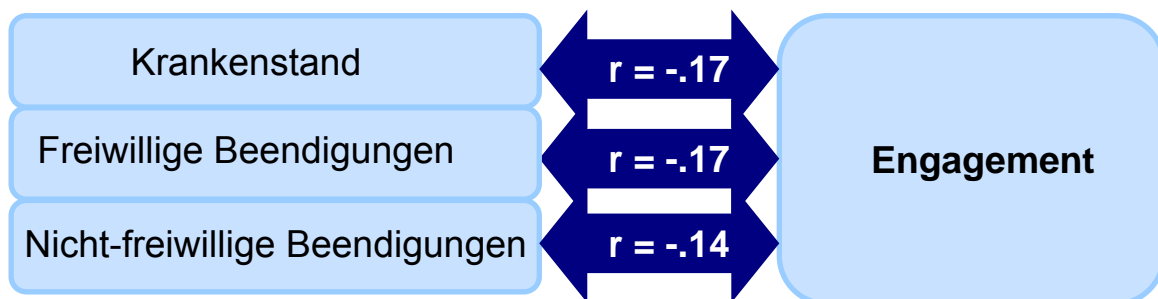 Krankenstand
r = -.17
Freiwillige Beendigungen
r = -.17
Engagement
Nicht-freiwillige Beendigungen
r = -.14